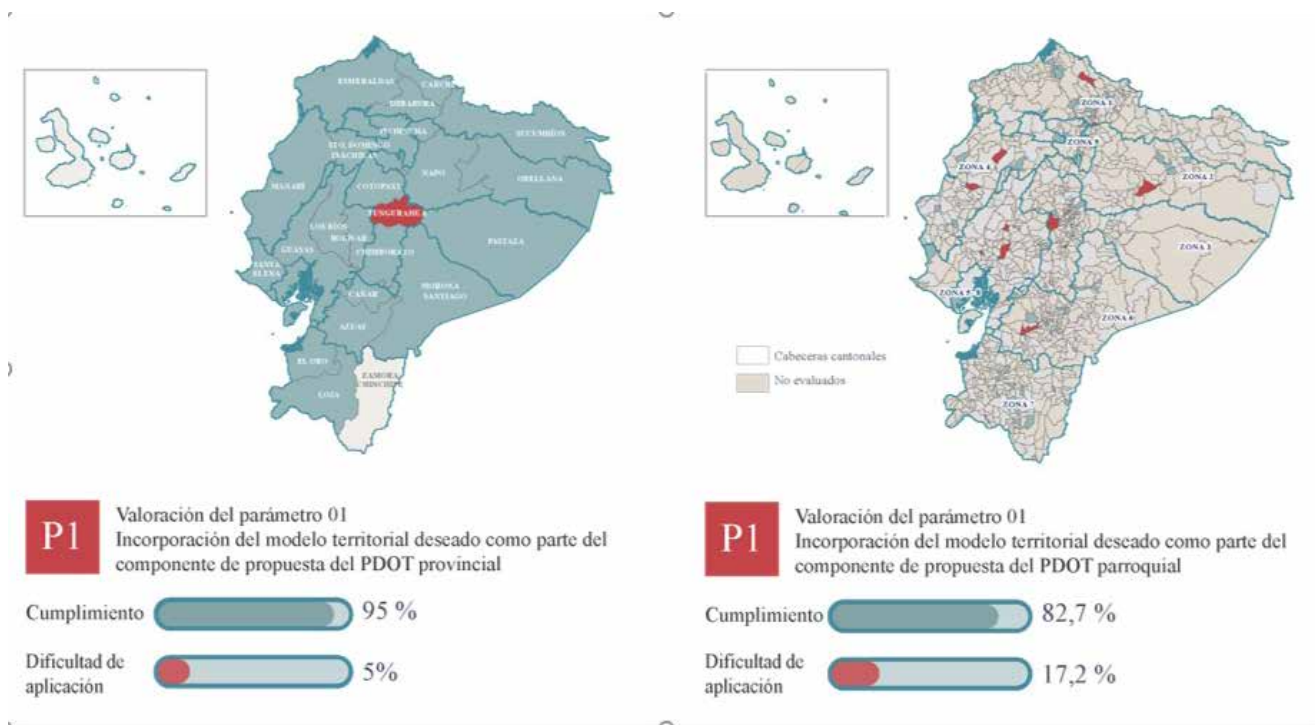 ESMERALDAS
CARCHI
IMBABURA
PICHINCHA
SUCUMBÍOS
STO. DOMINGO
TSÁCHILAS
NAPO
ORELLANA
MANABÍ
COTOPAXI
TUNGURAHUA
LOS RÍOS
BOLÍVAR
PASTAZA
GUAYAS
CHIMBORAZO
SANTA
ELENA
CAÑAR
MORONA
SANTIAGO
AZUAY
EL ORO
ZAMORA
CHINCHIPE
LOJA
P1
Valoración del parámetro 01
Incorporación del modelo territorial deseado como parte del
componente de propuesta del PDOT provincial
Cumplimiento
95 %
Dificultad de
aplicación
5%
ZONA 1
ZONA 9
ZONA 4
ZONA 2
ZONA 3
ZONA 5 - 8
ZONA 6
ZONA 7
Cabeceras cantonales
No evaluados
P1
Valoración del parámetro 01
Incorporación del modelo territorial deseado como parte del
componente de propuesta del PDOT parroquial
Cumplimiento
82,7 %
Dificultad de
aplicación
17,2 %